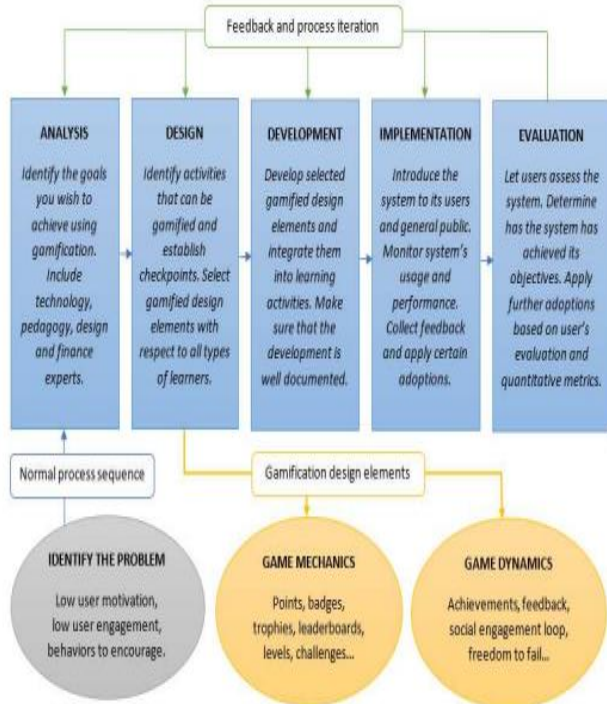 Feedback and process iteration
ANALYSIS
Identify the goals
you wish to
achieve using
gamification.
Include
technology,
pedagogy, design
and finance
experts.
DESIGN
Identify activities
that can be
gamified and
establish
checkpoints. Select
gamified design
elements with
respect to all types
of learners.
DEVELOPMENT
Develop selected
gamified design
elements and
integrate them
into learning
activities. Make
sure that the
development is
well documented.
IMPLEMENTATION
Introduce the
system to its users
and general public.
Monitor system's
usage and
performance.
Collect feedback
and apply certain
adoptions.
EVALUATION
Let users assess the
system. Determine
has the system has
achieved its
objectives. Apply
further adoptions
based on user's
evaluation and
quantitative metrics.
Normal process sequence
Gamification design elements
IDENTIFY THE PROBLEM
Low user motivation,
low user engagement,
behaviors to encourage.
GAME MECHANICS
Points, badges,
trophies, leaderboards,
levels, challenges...
GAME DYNAMICS
Achievements, feedback,
social engagement loop,
freedom to fail...